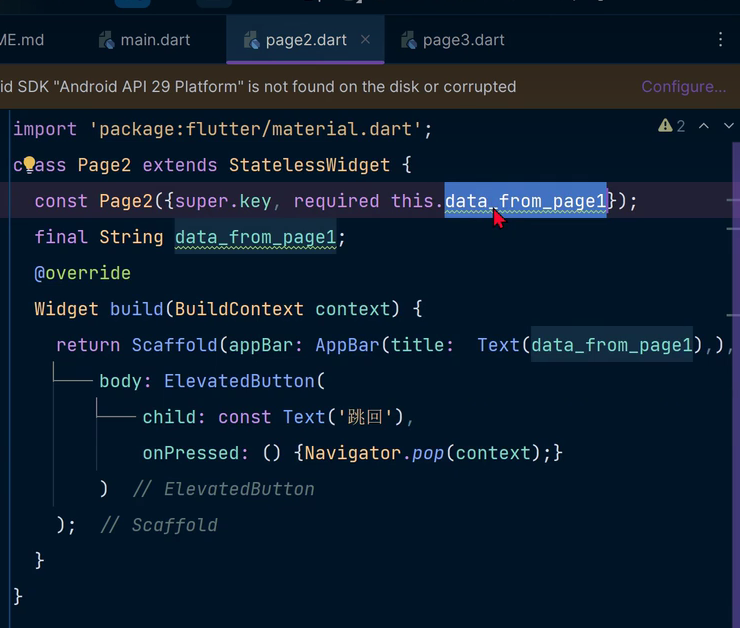 ME.md main.dart page2.dart × page3.dart
id SDK "Android API 29 Platform" is not found on the disk or corrupted Configure...
import 'package:flutter/material.dart'; 2
class Page2 extends StatelessWidget {
const Page2({super.key, required this.data_from_page1});
final String data_from_page1;
@override
Widget build(BuildContext context) {
return Scaffold(appBar: AppBar(title: Text(data_from_page1),),
body: ElevatedButton(
child: const Text('跳回'),
onPressed: () {Navigator.pop(context);}
) // ElevatedButton
); // Scaffold
}
}